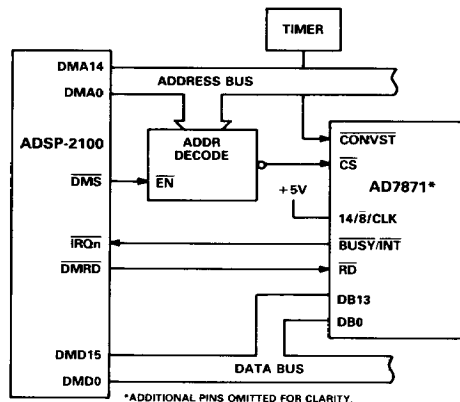 TIMER
DMA14
ADDRESS BUS
DMA0
ADSP-2100
ADDR
DECODE
CONVST
CS
DMS
EN
+5V
AD7871*
14/8/CLK
IRQn
BUSY/INT
DMRD
RD
DB13
DB0
DMD15
DATA BUS
DMD0
*ADDITIONAL PINS OMITTED FOR CLARITY.